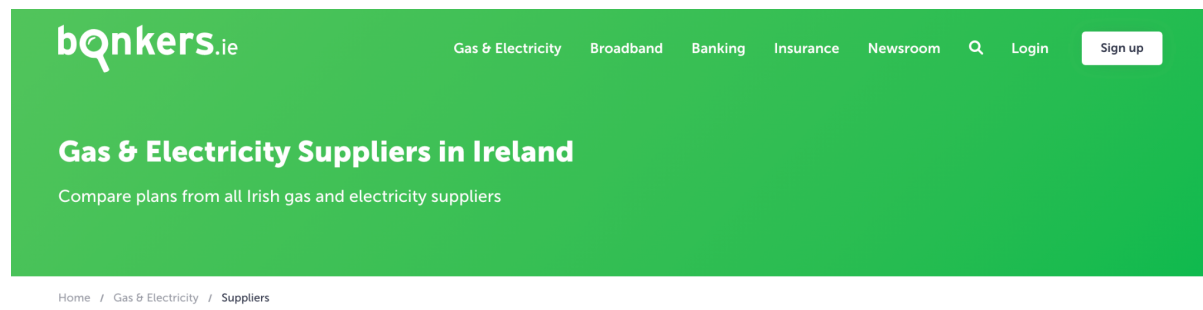 bonkers.ie
Gas & Electricity Broadband Banking Insurance Newsroom Login Sign up
Gas & Electricity Suppliers in Ireland
Compare plans from all Irish gas and electricity suppliers
Home / Gas & Electricity / Suppliers